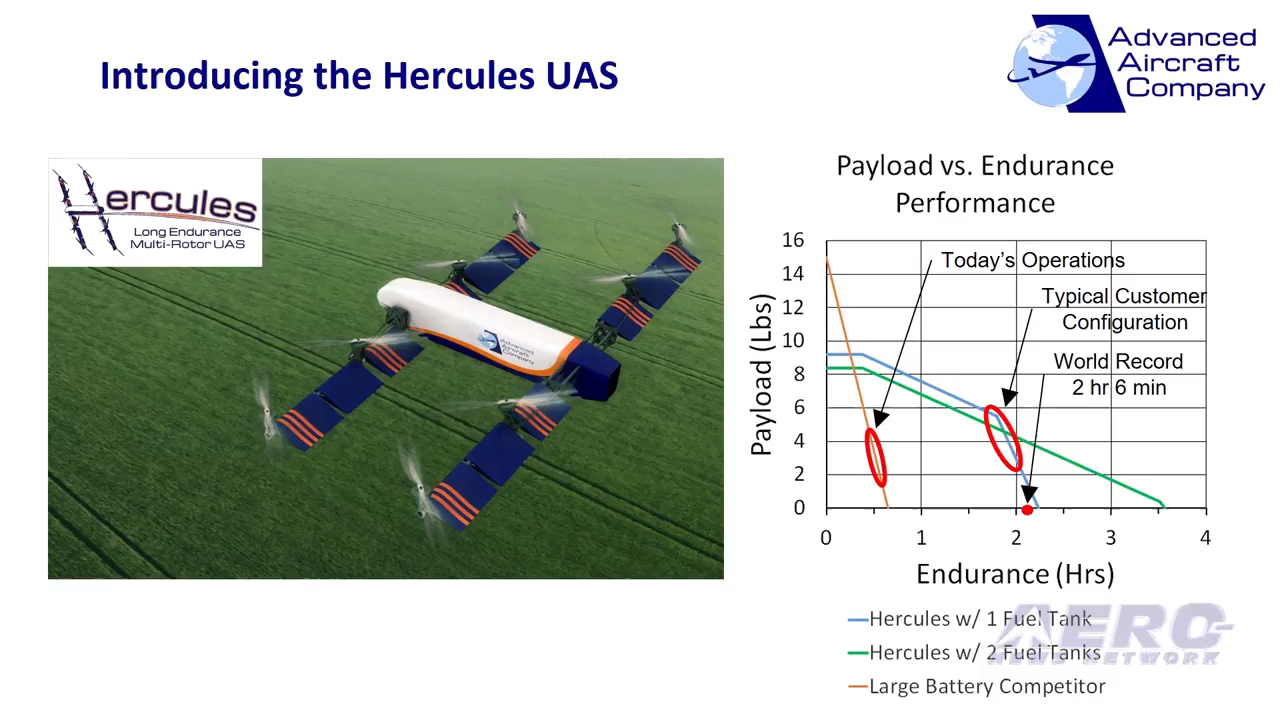 Introducing the Hercules UAS
Advanced
Aircraft
Company
Hercules
Long Endurance
Multi-Rotor UAS
Advanced
Aircraft
Company
Payload vs. Endurance
Performance
Payload (Lbs)
16
14
12
10
8
6
4
2
0
Today's Operations
Typical Customer
Configuration
World Record
2 hr 6 min
0 1 2 3 4
Endurance (Hrs)
Hercules w/ 1 Fuel Tank
Hercules w/ 2 Fuel Tanks
Large Battery Competitor
AERO-
NEWS NETWORK